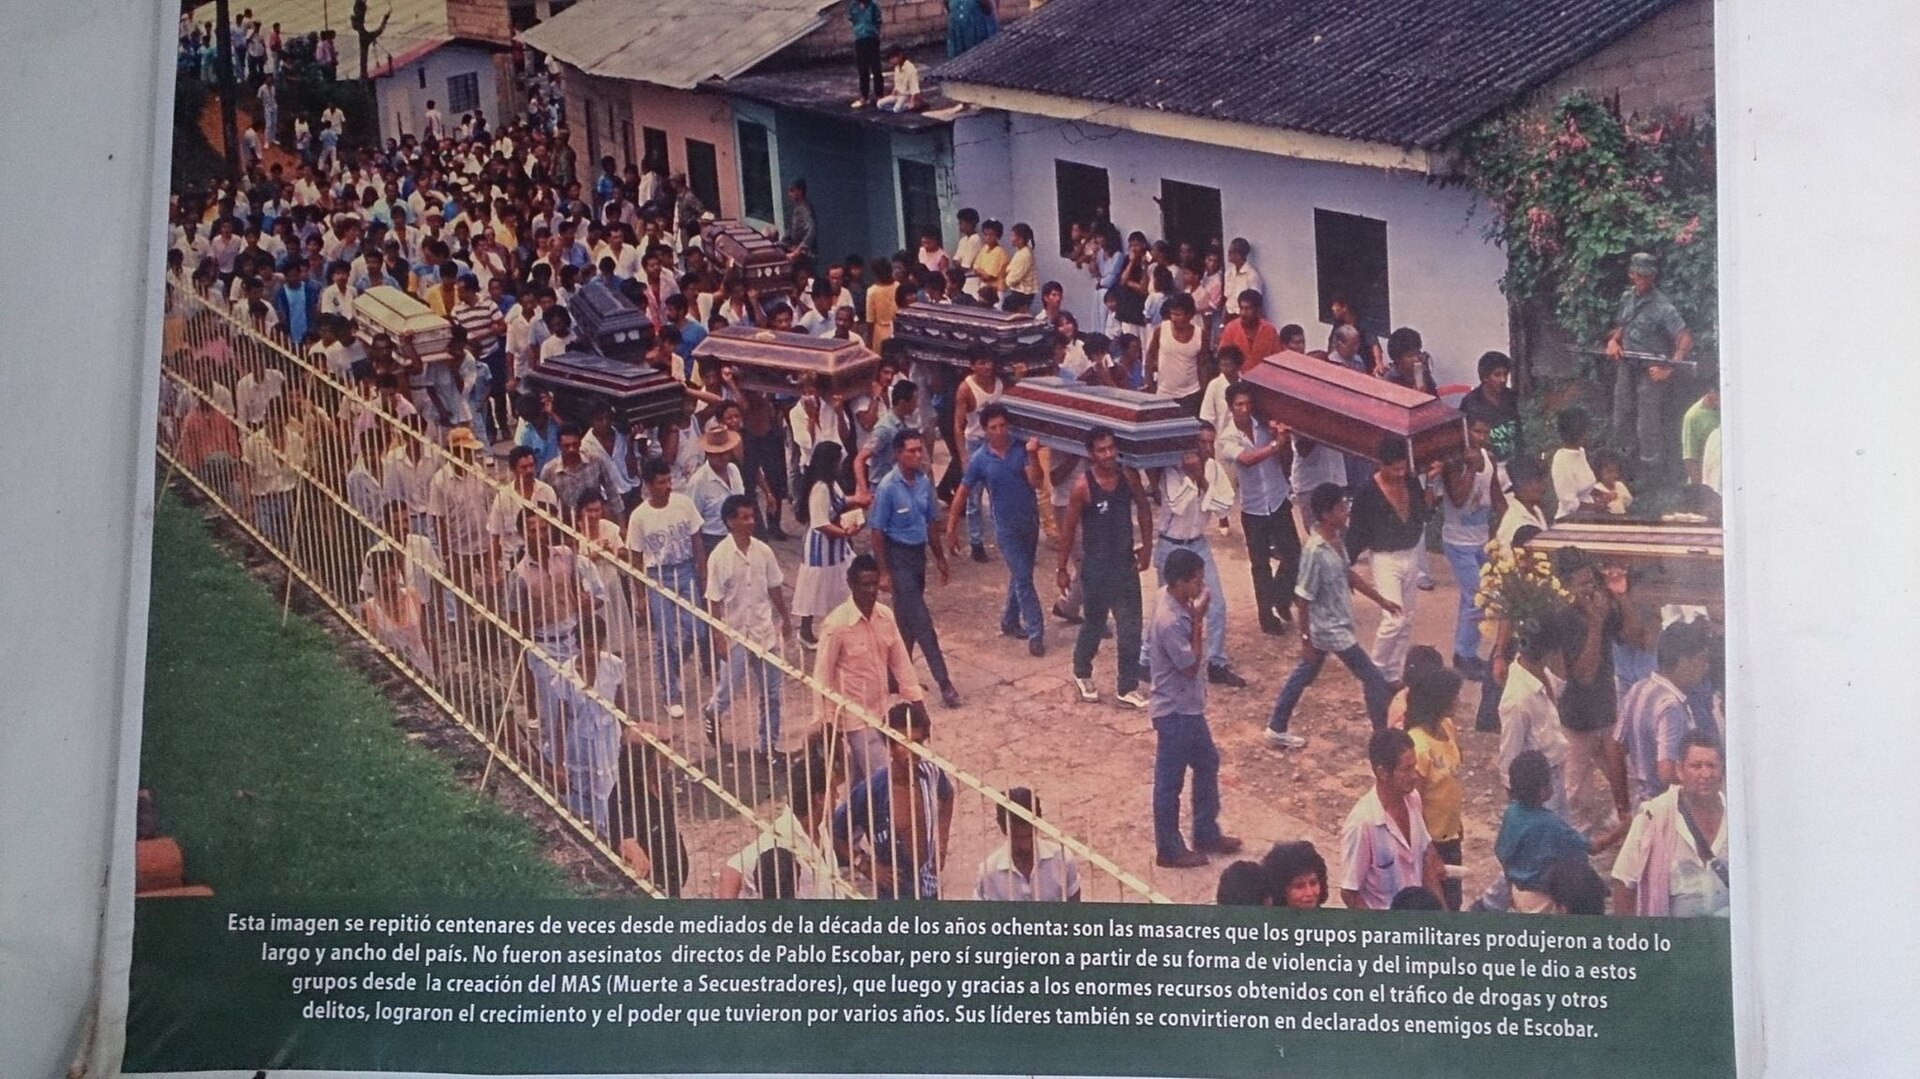 Esta imagen se repitió centenares de veces desde mediados de la década de los años ochenta: son las masacres que los grupos paramilitares produjeron a todo lo
largo y ancho del país. No fueron asesinatos directos de Pablo Escobar, pero sí surgieron a partir de su forma de violencia y del impulso que le dio a estos
grupos desde la creación del MAS (Muerte a Secuestradores), que luego y gracias a los enormes recursos obtenidos con el tráfico de drogas y otros
delitos, lograron el crecimiento y el poder que tuvieron por varios años. Sus líderes también se convirtieron en declarados enemigos de Escobar.